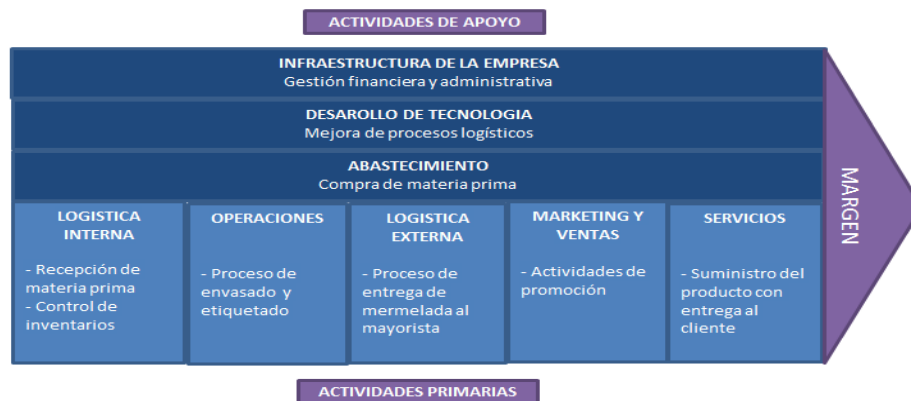 ACTIVIDADES DE APOYO
INFRAESTRUCTURA DE LA EMPRESA
Gestión financiera y administrativa
DESAROLLO DE TECNOLOGIA
Mejora de procesos logísticos
ABASTECIMIENTO
Compra de materia prima
LOGISTICA
INTERNA
- Recepción de
materia prima
- Control de
inventarios
OPERACIONES
- Proceso de
envasado y
etiquetado
LOGISTICA
EXTERNA
- Proceso de
entrega de
mermelada al
mayorista
MARKETING Y
VENTAS
- Actividades de
promoción
SERVICIOS
- Suministro del
producto con
entrega al
cliente
MARGEN
ACTIVIDADES PRIMARIAS